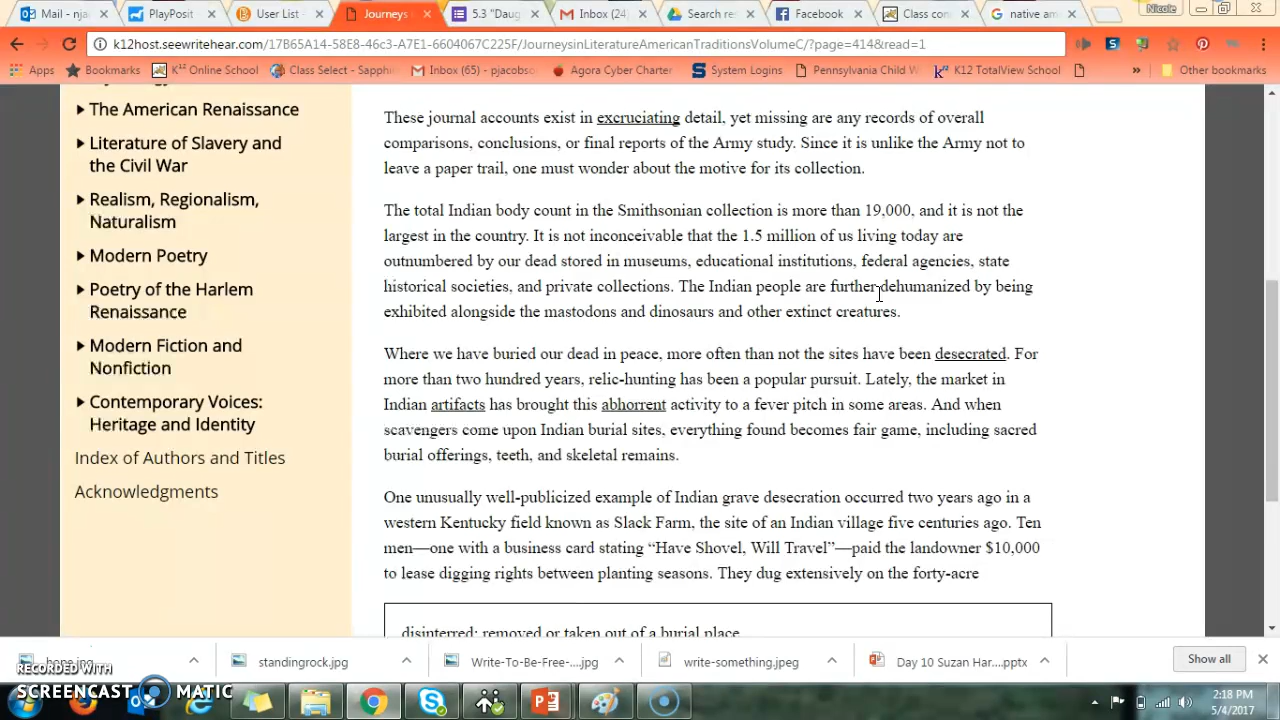 Mail - nja
PlayPosit
User List -
Journeys
5.3 "Daug
Inbox (24)
Search re
Facebook
Class con
native am
Nicole
k12host.seewritehear.com/17B65A14-58E8-46c3-A7E1-6604067C225F/JourneysinLiteratureAmericanTraditionsVolumeC/?page=414&read=1
Apps
Bookmarks
K¹² Online School
Class Select - Sapphi
Inbox (65) - pjacobso
Agora Cyber Charter
System Logins
Pennsylvania Child W
K12 TotalView School
»
Other bookmarks
The American Renaissance
Literature of Slavery and
the Civil War
Realism, Regionalism,
Naturalism
Modern Poetry
Poetry of the Harlem
Renaissance
Modern Fiction and
Nonfiction
Contemporary Voices:
Heritage and Identity
Index of Authors and Titles
Acknowledgments
These journal accounts exist in excruciating detail, yet missing are any records of overall
comparisons, conclusions, or final reports of the Army study. Since it is unlike the Army not to
leave a paper trail, one must wonder about the motive for its collection.
The total Indian body count in the Smithsonian collection is more than 19,000, and it is not the
largest in the country. It is not inconceivable that the 1.5 million of us living today are
outnumbered by our dead stored in museums, educational institutions, federal agencies, state
historical societies, and private collections. The Indian people are further dehumanized by being
exhibited alongside the mastodons and dinosaurs and other extinct creatures.
Where we have buried our dead in peace, more often than not the sites have been desecrated. For
more than two hundred years, relic-hunting has been a popular pursuit. Lately, the market in
Indian artifacts has brought this abhorrent activity to a fever pitch in some areas. And when
scavengers come upon Indian burial sites, everything found becomes fair game, including sacred
burial offerings, teeth, and skeletal remains.
One unusually well-publicized example of Indian grave desecration occurred two years ago in a
western Kentucky field known as Slack Farm, the site of an Indian village five centuries ago. Ten
men—one with a business card stating “Have Shovel, Will Travel”—paid the landowner $10,000
to lease digging rights between planting seasons. They dug extensively on the forty-acre
disinterred: removed or taken out of a burial place
standingrock.jpg
Write-To-Be-Free-....jpg
write-something.jpeg
Day 10 Suzan Har....pptx
Show all
RECORDED WITH
SCREENCAST MATIC
2:18 PM
5/4/2017